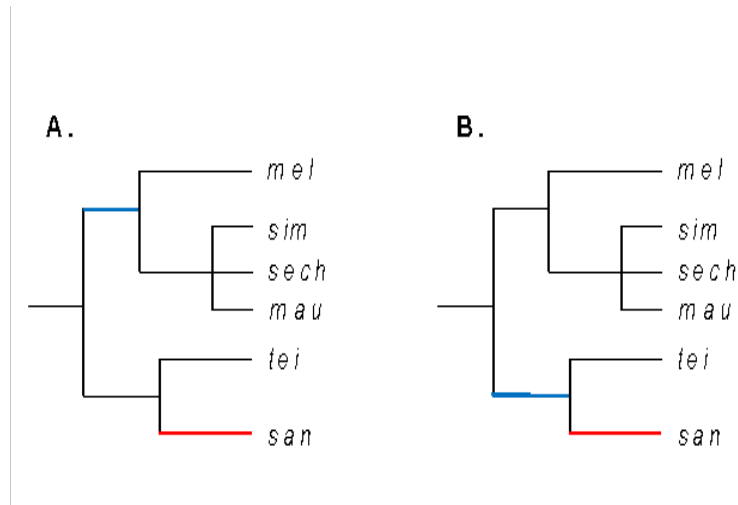 A.
mel
sim
sech
mau
tei
san
B.
mel
sim
sech
mau
tei
san